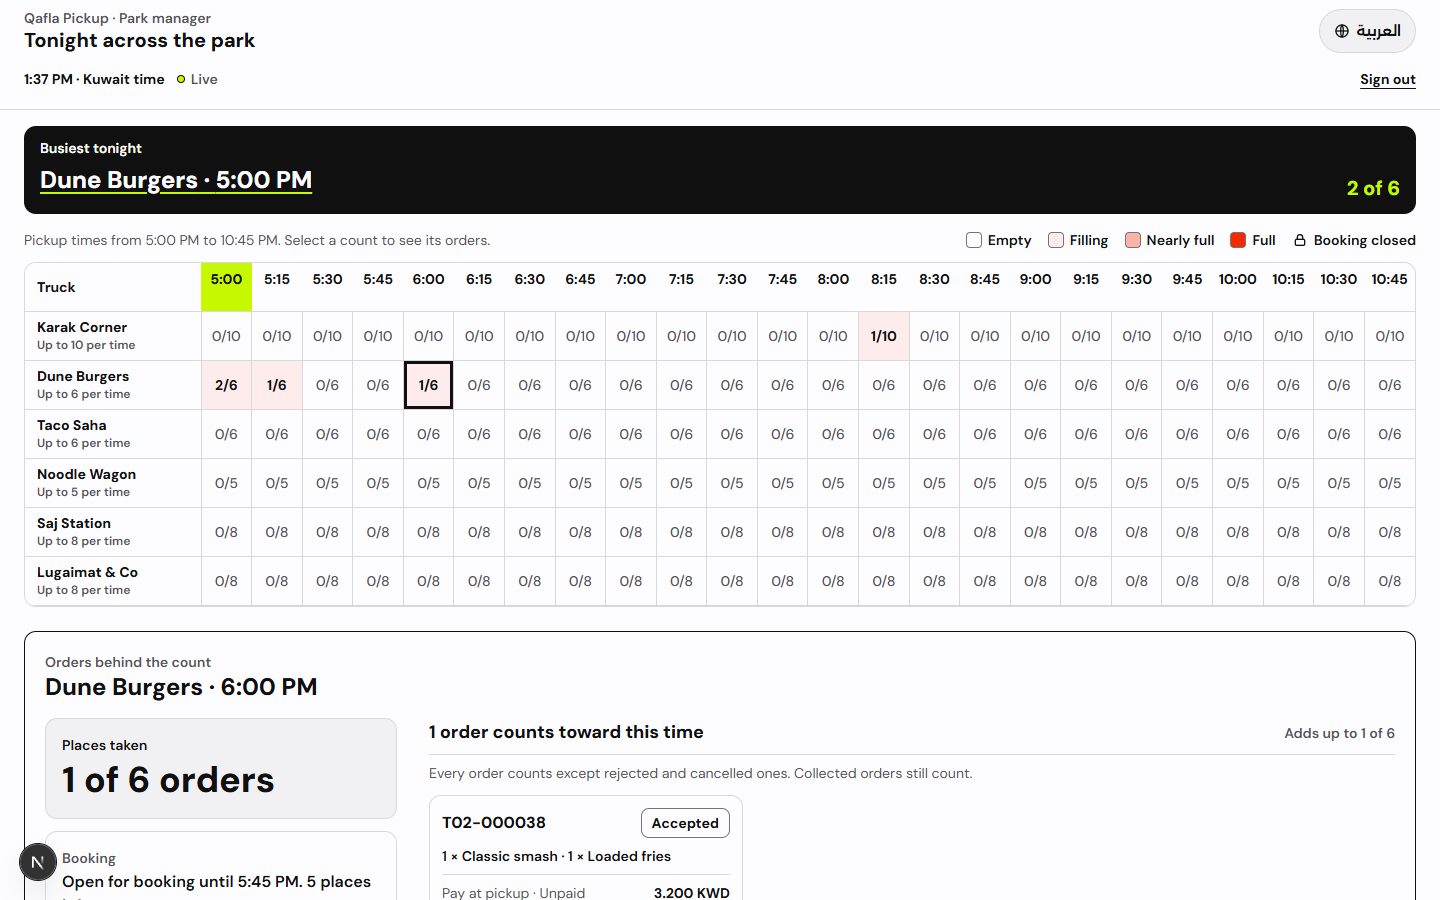 Qafla Pickup · Park manager
Tonight across the park
العربية
1:37 PM · Kuwait time Live
Sign out
Busiest tonight
Dune Burgers · 5:00 PM
2 of 6
Pickup times from 5:00 PM to 10:45 PM. Select a count to see its orders.
Empty Filling Nearly full Full Booking closed
Truck 5:00 5:15 5:30 5:45 6:00 6:15 6:30 6:45 7:00 7:15 7:30 7:45 8:00 8:15 8:30 8:45 9:00 9:15 9:30 9:45 10:00 10:15 10:30 10:45
Karak Corner
Up to 10 per time
0/10 0/10 0/10 0/10 0/10 0/10 0/10 0/10 0/10 0/10 0/10 0/10 0/10 1/10 0/10 0/10 0/10 0/10 0/10 0/10 0/10 0/10 0/10 0/10
Dune Burgers
Up to 6 per time
2/6 1/6 0/6 0/6 1/6 0/6 0/6 0/6 0/6 0/6 0/6 0/6 0/6 0/6 0/6 0/6 0/6 0/6 0/6 0/6 0/6 0/6 0/6 0/6
Taco Saha
Up to 6 per time
0/6 0/6 0/6 0/6 0/6 0/6 0/6 0/6 0/6 0/6 0/6 0/6 0/6 0/6 0/6 0/6 0/6 0/6 0/6 0/6 0/6 0/6 0/6 0/6
Noodle Wagon
Up to 5 per time
0/5 0/5 0/5 0/5 0/5 0/5 0/5 0/5 0/5 0/5 0/5 0/5 0/5 0/5 0/5 0/5 0/5 0/5 0/5 0/5 0/5 0/5 0/5 0/5
Saj Station
Up to 8 per time
0/8 0/8 0/8 0/8 0/8 0/8 0/8 0/8 0/8 0/8 0/8 0/8 0/8 0/8 0/8 0/8 0/8 0/8 0/8 0/8 0/8 0/8 0/8 0/8
Lugaimat & Co
Up to 8 per time
0/8 0/8 0/8 0/8 0/8 0/8 0/8 0/8 0/8 0/8 0/8 0/8 0/8 0/8 0/8 0/8 0/8 0/8 0/8 0/8 0/8 0/8 0/8 0/8
Orders behind the count
Dune Burgers · 6:00 PM
Places taken
1 of 6 orders
Booking
Open for booking until 5:45 PM. 5 places
1 order counts toward this time
Adds up to 1 of 6
Every order counts except rejected and cancelled ones. Collected orders still count.
T02-000038
Accepted
1 × Classic smash · 1 × Loaded fries
Pay at pickup · Unpaid
3.200 KWD
N